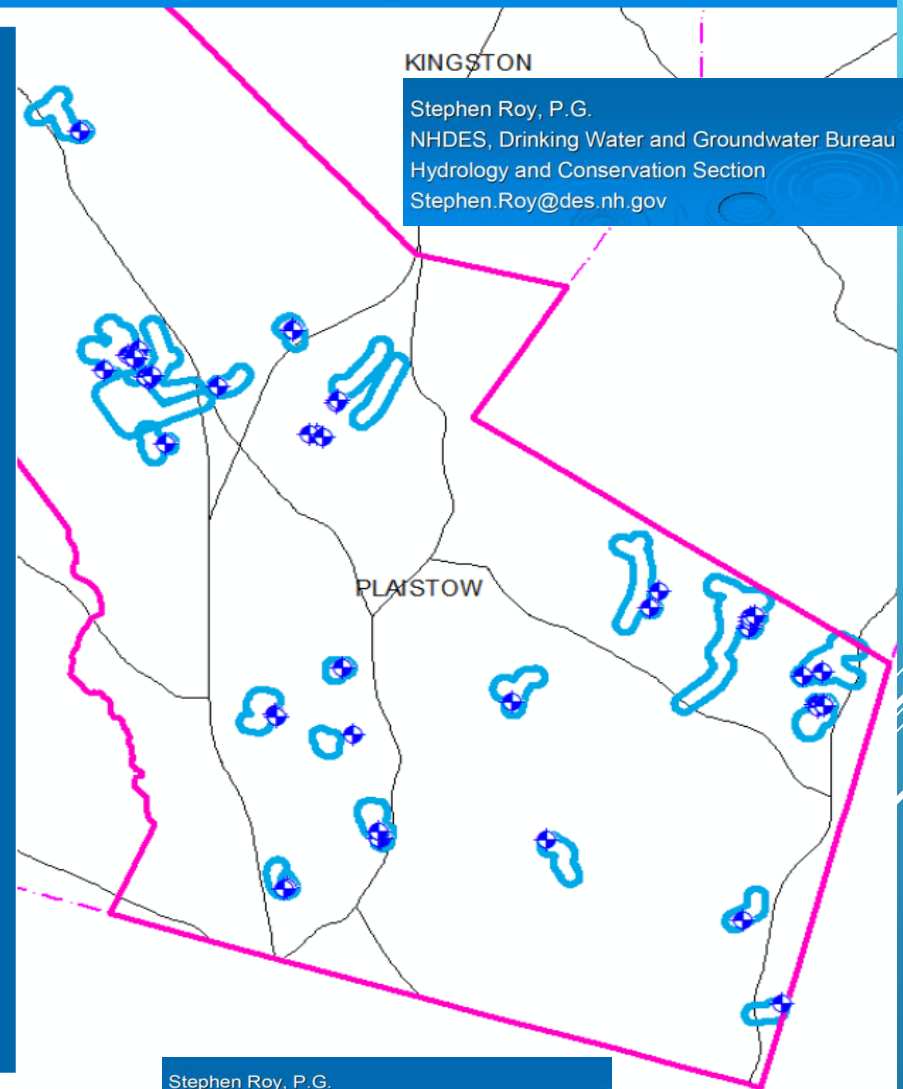 KINGSTON
Stephen Roy, P.G.
NHDES, Drinking Water and Groundwater Bureau
Hydrology and Conservation Section
Stephen.Roy@des.nh.gov
PLAISTOW
Stephen Roy, P.G.